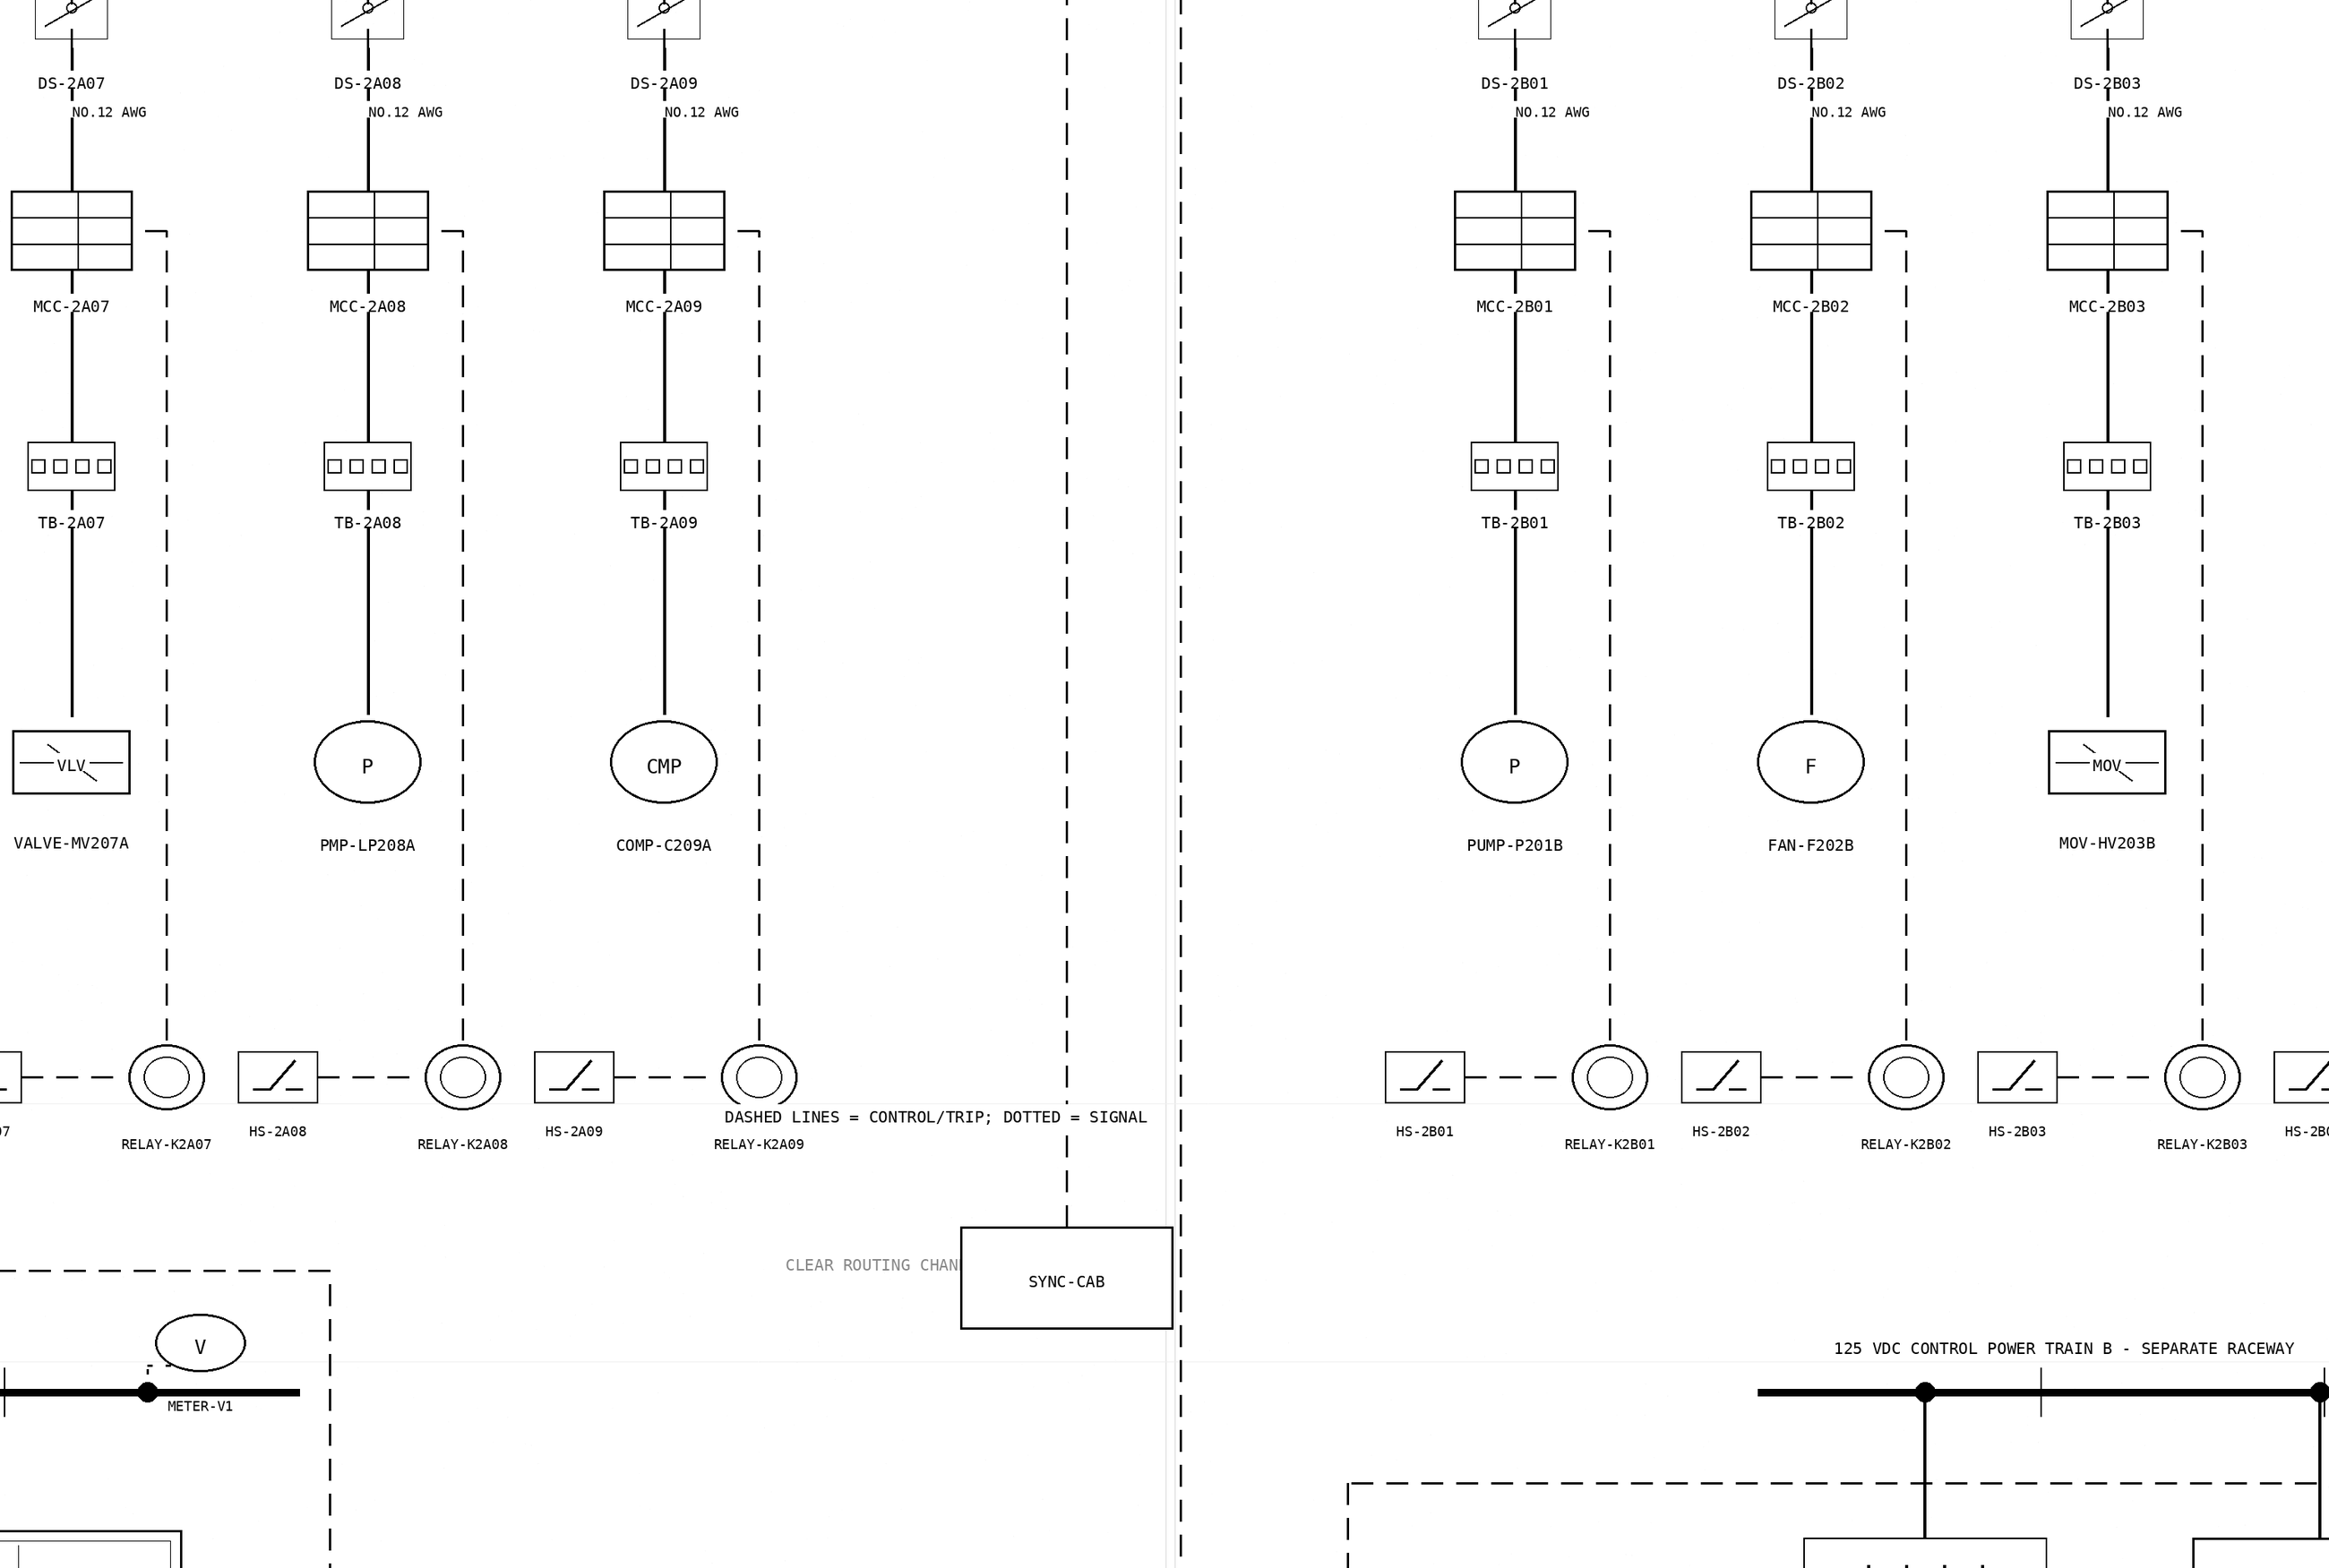 DS-2A07
DS-2A08
DS-2A09
DS-2B01
DS-2B02
DS-2B03
NO.12 AWG
NO.12 AWG
NO.12 AWG
NO.12 AWG
NO.12 AWG
NO.12 AWG
MCC-2A07
MCC-2A08
MCC-2A09
MCC-2B01
MCC-2B02
MCC-2B03
TB-2A07
TB-2A08
TB-2A09
TB-2B01
TB-2B02
TB-2B03
VLV
P
CMP
P
F
MOV
VALVE-MV207A
PMP-LP208A
COMP-C209A
PUMP-P201B
FAN-F202B
MOV-HV203B
DASHED LINES = CONTROL/TRIP; DOTTED = SIGNAL
HS-2A08
HS-2A09
HS-2B01
HS-2B02
HS-2B03
RELAY-K2A07
RELAY-K2A08
RELAY-K2A09
RELAY-K2B01
RELAY-K2B02
RELAY-K2B03
CLEAR ROUTING
SYNC-CAB
V
METER-V1
125 VDC CONTROL POWER TRAIN B - SEPARATE RACEWAY